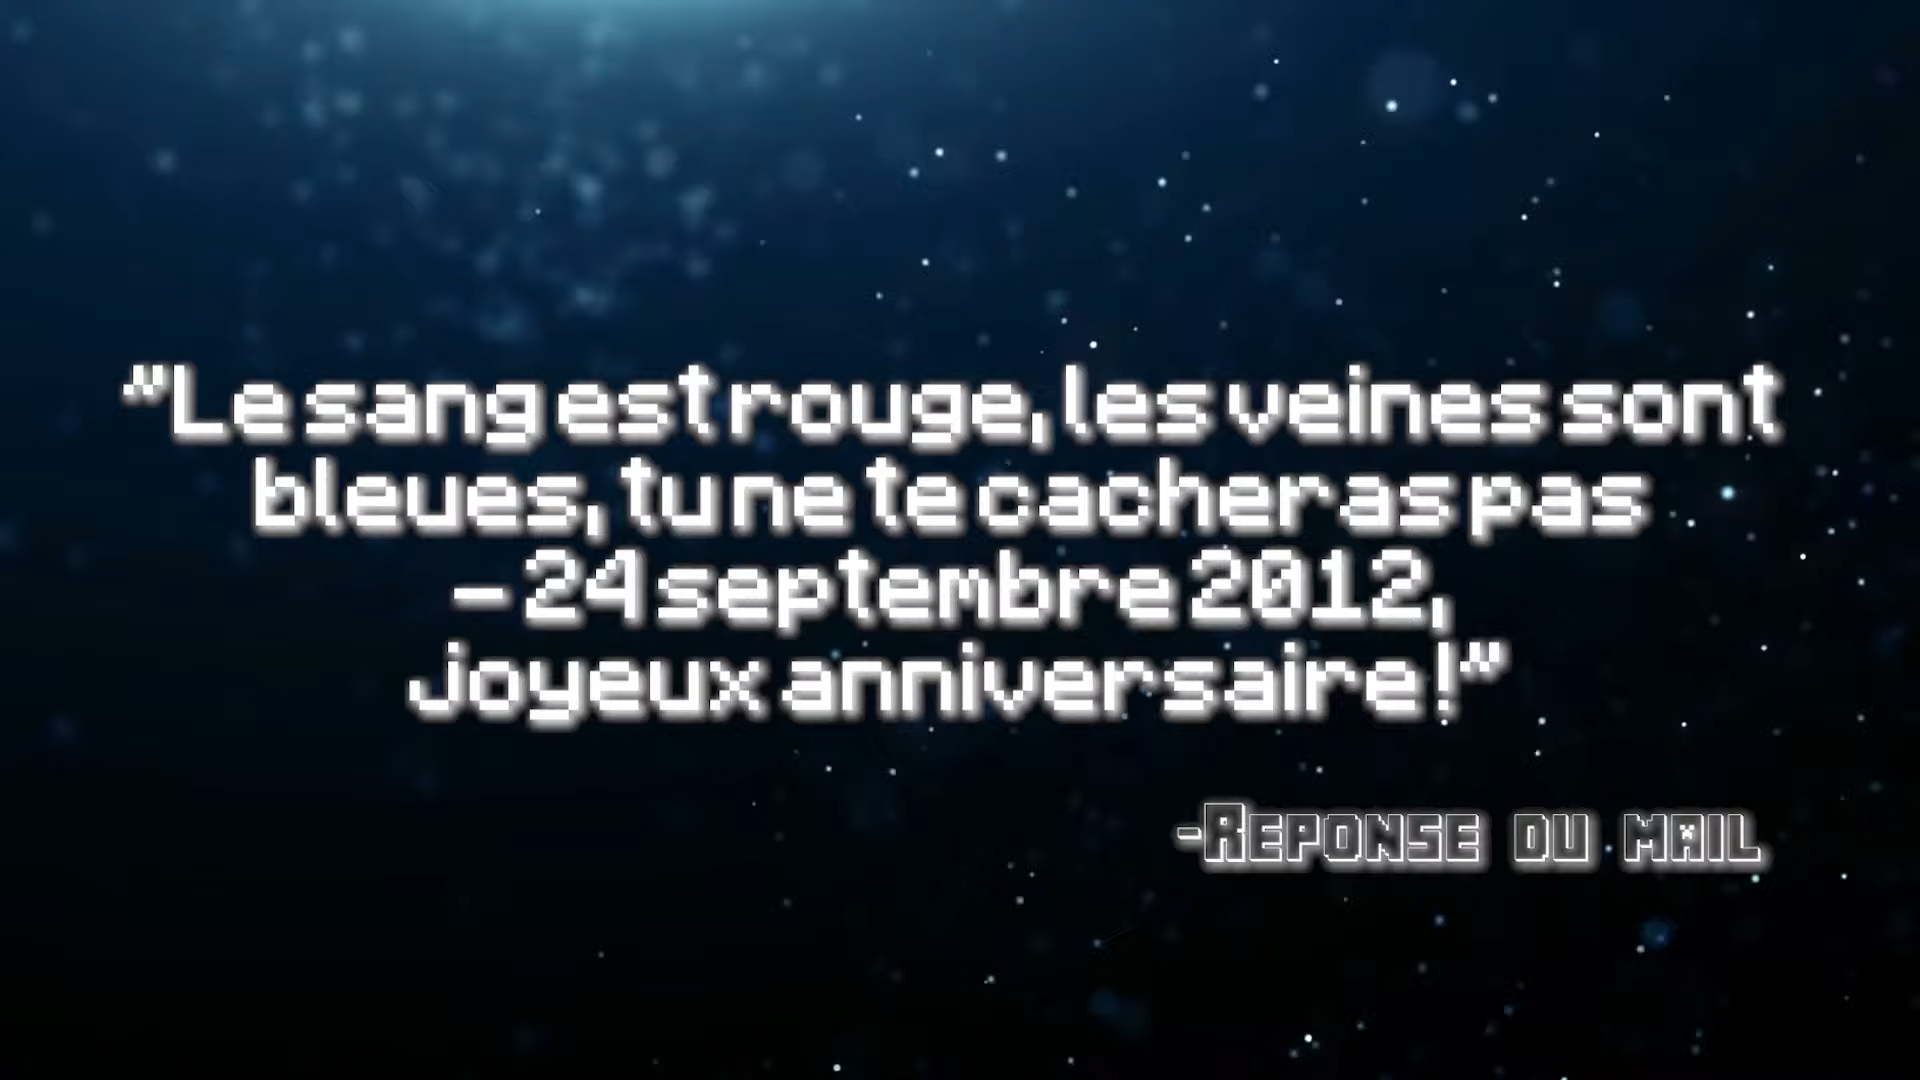 "Le sang est rouge, les veines sont
bleues, tu ne te cacheras pas
- 24 septembre 2012,
joyeux anniversaire !"
-Reponse du mail